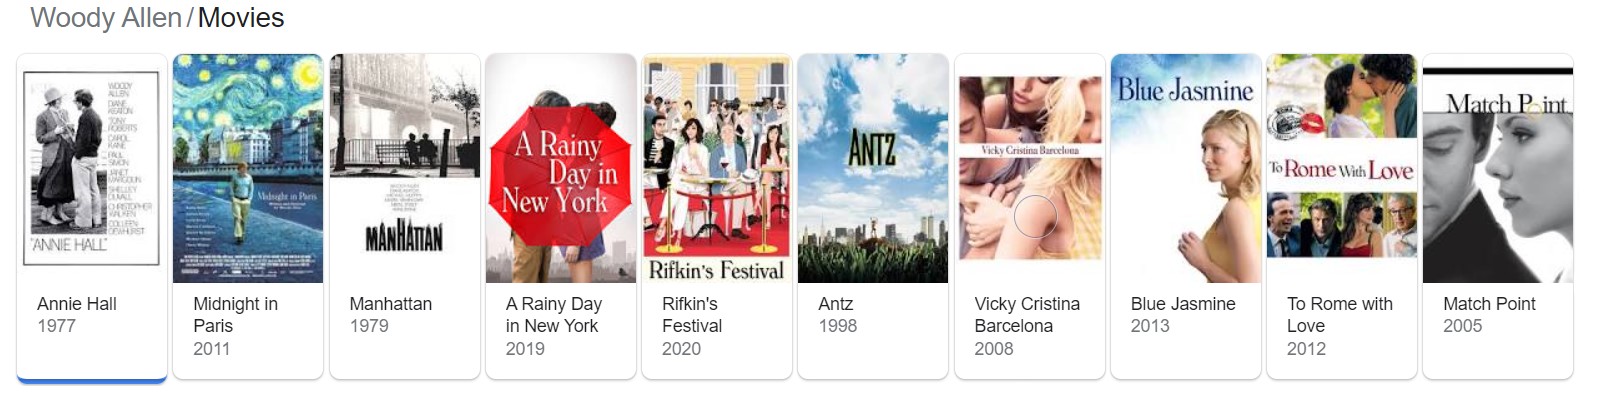 Woody Allen / Movies
WOODY
ALLEN
DIANE
KEATON
TONY
ROBERTS
CAROL
KANE
PAUL
SIMON
JANET
MARGOLIN
SHELLEY
DUVALL
CHRISTOPHER
WALKEN
COLLEEN
DEWHURST
"ANNIE HALL"
Midnight in Paris
MANHATTAN
A Rainy
Day in
New York
Rifkin's Festival
ANTZ
Vicky Cristina Barcelona
Blue Jasmine
To Rome With Love
Match Point
Annie Hall
1977
Midnight in
Paris
2011
Manhattan
1979
A Rainy Day
in New York
2019
Rifkin's
Festival
2020
Antz
1998
Vicky Cristina
Barcelona
2008
Blue Jasmine
2013
To Rome with
Love
2012
Match Point
2005